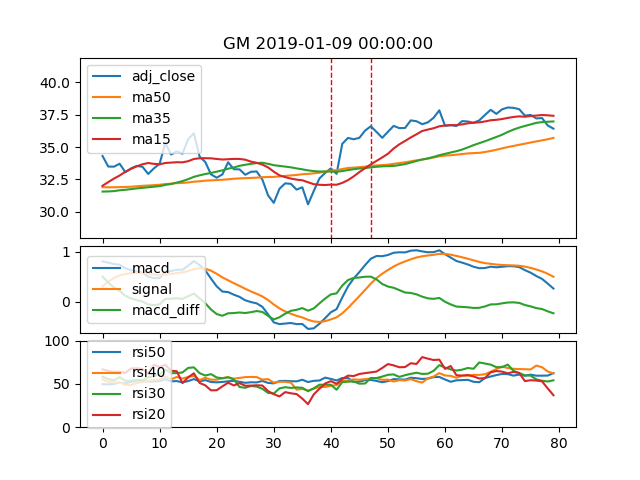 GM 2019-01-09 00:00:00
40.0
37.5
35.0
32.5
30.0
adj_close
ma50
ma35
ma15
1
0
macd
signal
macd_diff
100
50
0
rsi50
rsi40
rsi30
rsi20
0 10 20 30 40 50 60 70 80